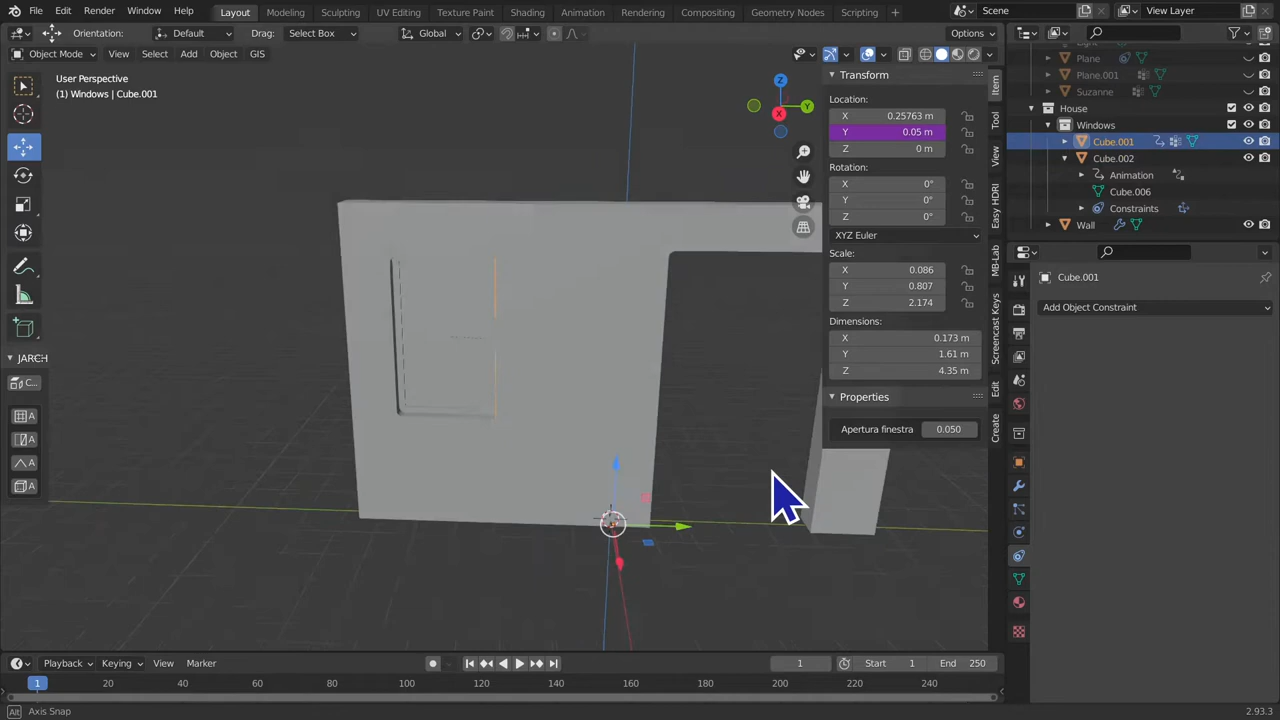 File Edit Render Window Help Layout Modeling Sculpting UV Editing Texture Paint Shading Animation Rendering Compositing Geometry Nodes Scripting + Scene View Layer
Orientation: Default Drag: Select Box Global Options
Object Mode View Select Add Object GIS
User Perspective
(1) Windows | Cube.001
Z
Y
X
Transform
Location:
X 0.25763 m
Y 0.05 m
Z 0 m
Rotation:
X 0°
Y 0°
Z 0°
XYZ Euler
Scale:
X 0.086
Y 0.807
Z 2.174
Dimensions:
X 0.173 m
Y 1.61 m
Z 4.35 m
Properties
Apertura finestra 0.050
Item
Tool
View
Easy HDRI
MB-Lab
Screencast Keys
Edit
Create
Plane
Plane.001
Suzanne
House
Windows
Cube.001
Cube.002
Animation
Cube.006
Constraints
Wall
Cube.001
Add Object Constraint
JARCH
C...
A
A
A
A
Playback Keying View Marker 1 Start 1 End 250
1 20 40 60 80 100 120 140 160 180 200 220 240
Alt Axis Snap 2.93.3